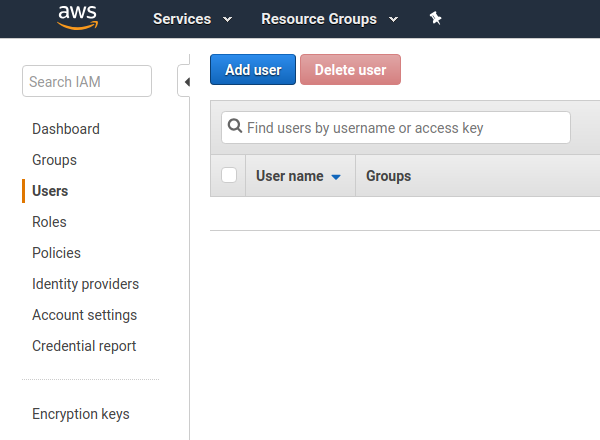 aws Services Resource Groups
Add user Delete user
Search IAM
Find users by username or access key
User name Groups
Dashboard
Groups
Users
Roles
Policies
Identity providers
Account settings
Credential report
Encryption keys